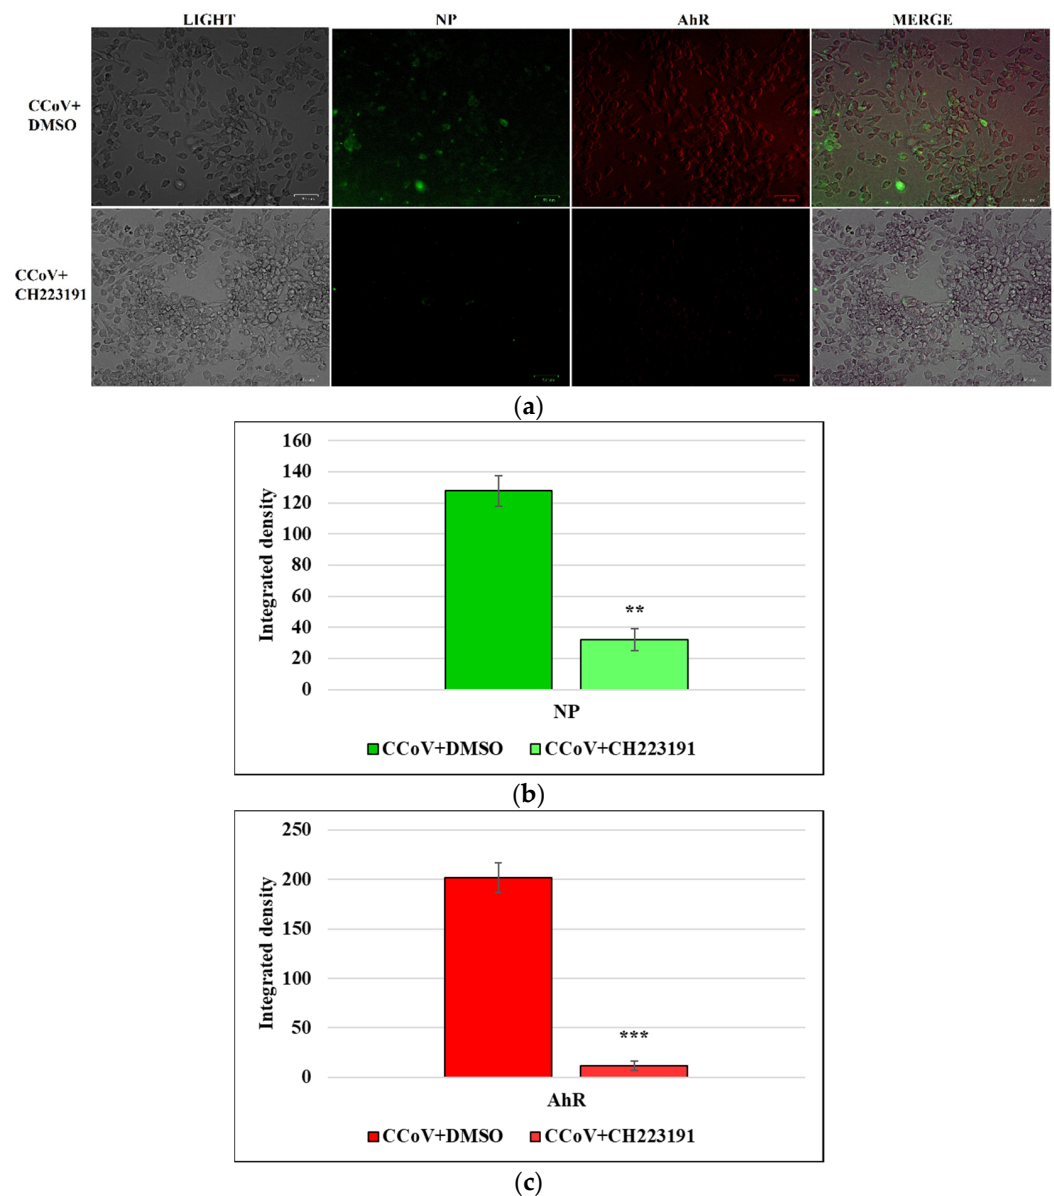 LIGHT NP AhR MERGE
CCoV+
DMSO
CCoV+
CH223191
(a)
160
140
120
100
80
60
40
20
0
Integrated density
**
NP
CCoV+DMSO CCoV+CH223191
(b)
250
200
150
100
50
0
Integrated density
***
AhR
CCoV+DMSO CCoV+CH223191
(c)